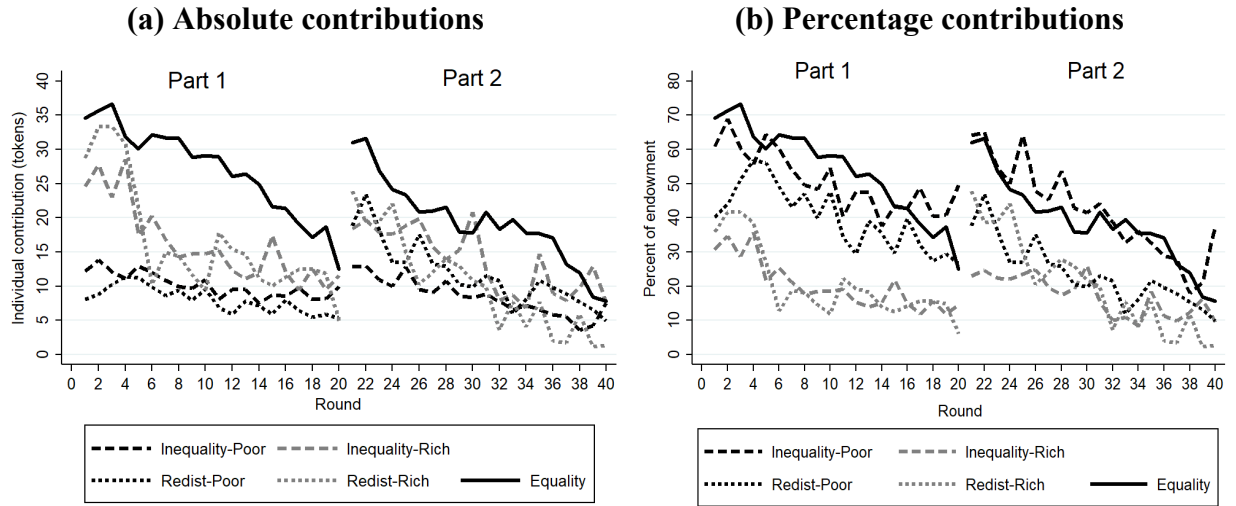 (a) Absolute contributions
(b) Percentage contributions
Part 1
Part 2
Individual contribution (tokens)
40
35
30
25
20
15
10
5
0
0 2 4 6 8 10 12 14 16 18 20 22 24 26 28 30 32 34 36 38 40
Round
Inequality-Poor Inequality-Rich
Redist-Poor Redist-Rich Equality
Part 1
Part 2
Percent of endowment
80
70
60
50
40
30
20
10
0
0 2 4 6 8 10 12 14 16 18 20 22 24 26 28 30 32 34 36 38 40
Round
Inequality-Poor Inequality-Rich
Redist-Poor Redist-Rich Equality